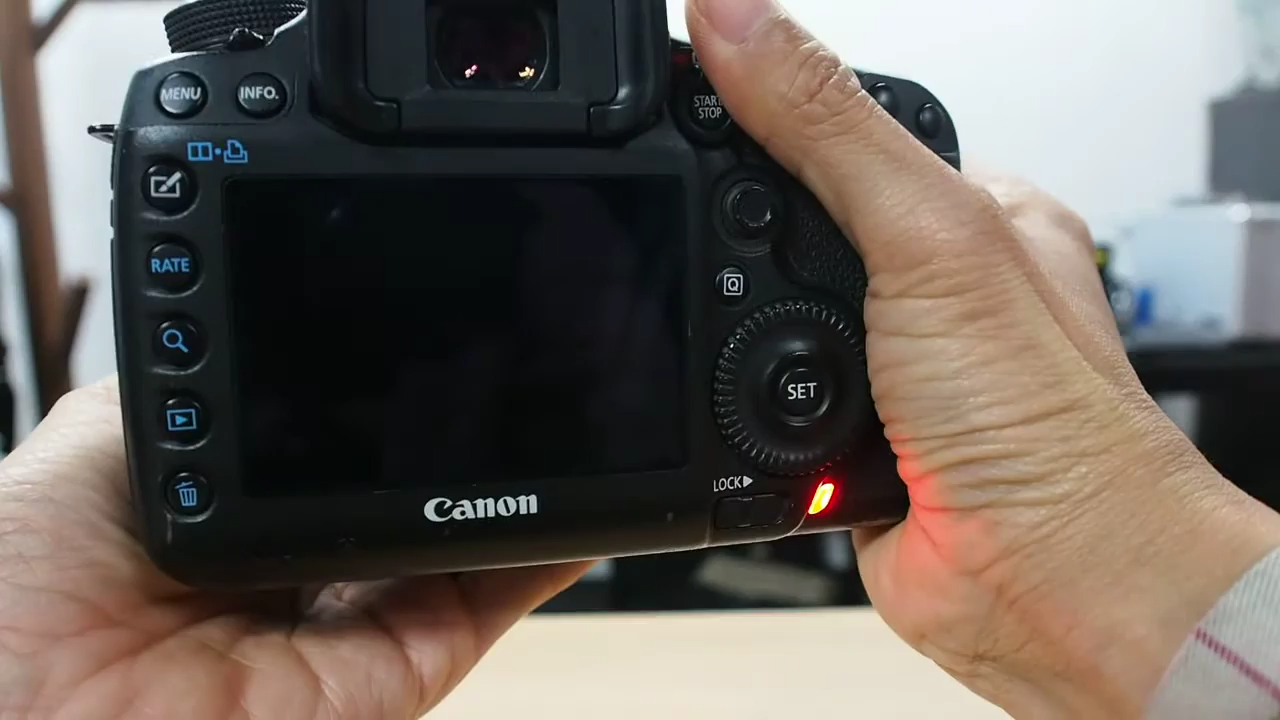 MENU
INFO.
START
STOP
RATE
Q
SET
LOCK
Canon